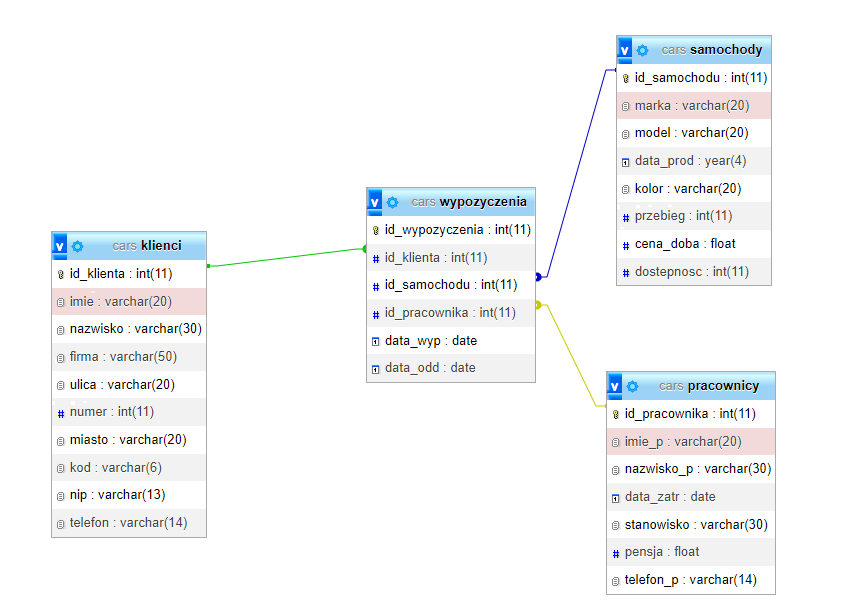 cars klienci
id_klienta : int(11)
imie : varchar(20)
nazwisko : varchar(30)
firma : varchar(50)
ulica : varchar(20)
# numer : int(11)
miasto : varchar(20)
kod : varchar(6)
nip : varchar(13)
telefon : varchar(14)
cars wypozyczenia
id_wypozyczenia : int(11)
# id_klienta : int(11)
# id_samochodu : int(11)
# id_pracownika : int(11)
data_wyp : date
data_odd : date
cars samochody
id_samochodu : int(11)
marka : varchar(20)
model : varchar(20)
data_prod : year(4)
kolor : varchar(20)
# przebieg : int(11)
# cena_doba : float
# dostepnosc : int(11)
cars pracownicy
id_pracownika : int(11)
imie_p : varchar(20)
nazwisko_p : varchar(30)
data_zatr : date
stanowisko : varchar(30)
# pensja : float
telefon_p : varchar(14)